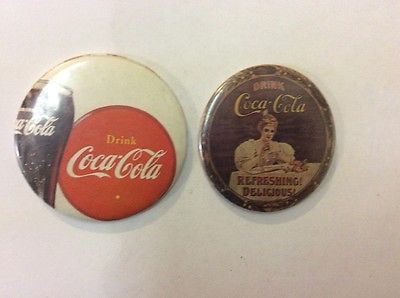 Coca-Cola
Drink
Coca-Cola
DRINK
Coca-Cola
REFRESHING!
DELICIOUS!